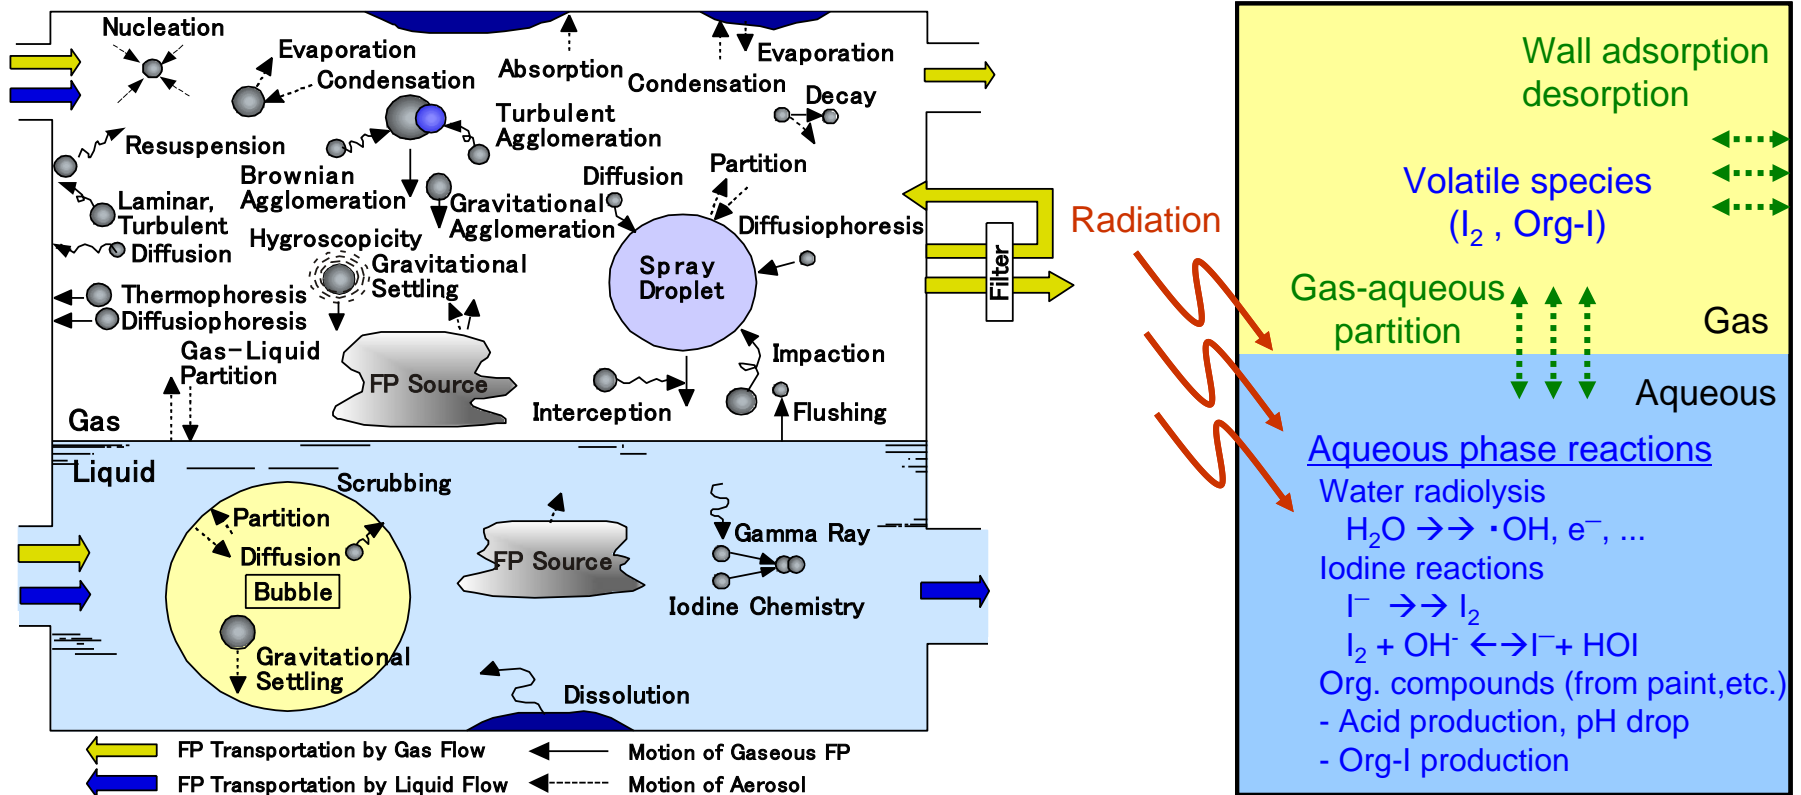 Nucleation
Evaporation
Condensation
Absorption
Condensation
Evaporation
Decay
Resuspension
Turbulent
Agglomeration
Brownian
Agglomeration
Laminar,
Turbulent
Diffusion
Gravitational
Agglomeration
Diffusion
Partition
Diffusiophoresis
Hygroscopicity
Gravitational
Settling
Spray
Droplet
Thermophoresis
Diffusiophoresis
Gas-Liquid
Partition
FP Source
Impaction
Interception
Flushing
Filter
Gas
Liquid
Scrubbing
Partition
Diffusion
Bubble
Gravitational
Settling
FP Source
Gamma Ray
Iodine Chemistry
Dissolution
FP Transportation by Gas Flow
Motion of Gaseous FP
FP Transportation by Liquid Flow
Motion of Aerosol
Radiation
Wall adsorption
desorption
Volatile species
(I₂ , Org-I)
Gas-aqueous
partition
Gas
Aqueous
Aqueous phase reactions
Water radiolysis
H₂O →→ ·OH, e⁻, ...
Iodine reactions
I⁻ →→ I₂
I₂ + OH⁻ ←→I⁻+ HOI
Org. compounds (from paint,etc.)
- Acid production, pH drop
- Org-I production